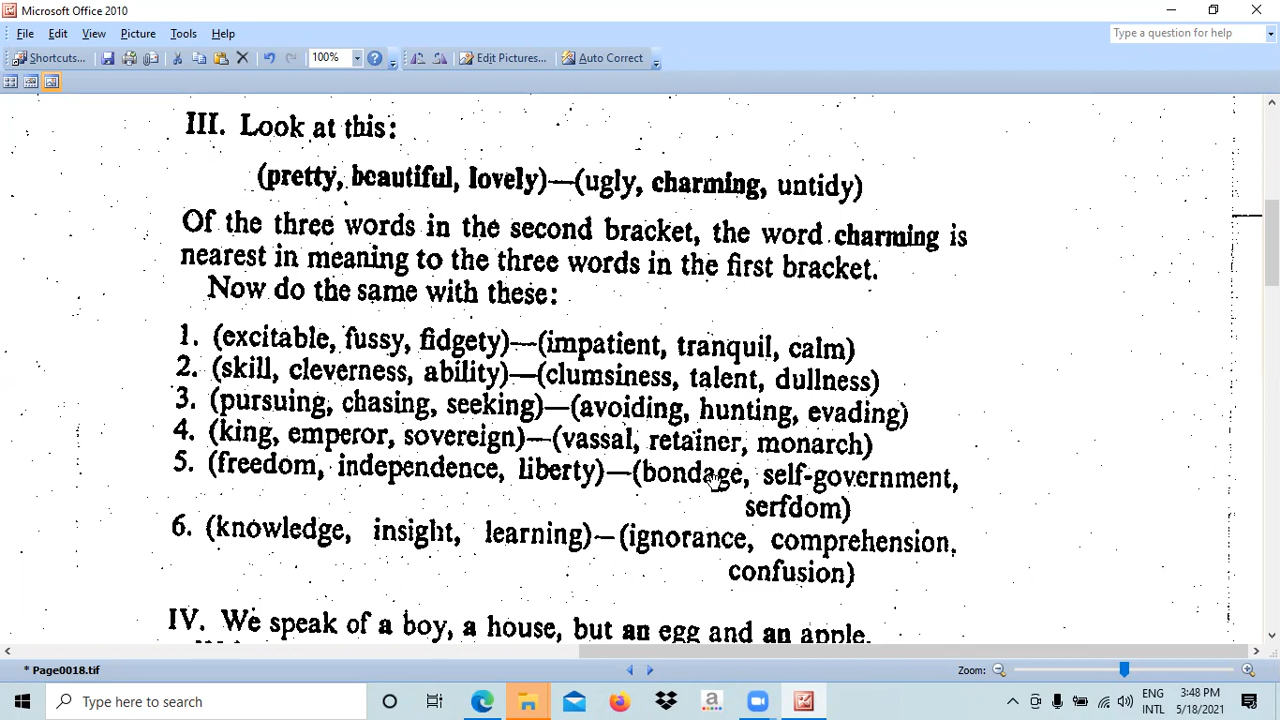 Microsoft Office 2010
File Edit View Picture Tools Help
Type a question for help
Shortcuts... 100% Edit Pictures... Auto Correct
III. Look at this:
(pretty, beautiful, lovely)—(ugly, charming, untidy)
Of the three words in the second bracket, the word charming is
nearest in meaning to the three words in the first bracket.
Now do the same with these:
1. (excitable, fussy, fidgety)—(impatient, tranquil, calm)
2. (skill, cleverness, ability)—(clumsiness, talent, dullness)
3. (pursuing, chasing, seeking)—(avoiding, hunting, evading)
4. (king, emperor, sovereign)—(vassal, retainer, monarch)
5. (freedom, independence, liberty)—(bondage, self-government,
serfdom)
6. (knowledge, insight, learning)—(ignorance, comprehension,
confusion)
IV. We speak of a boy, a house, but an egg and an apple.
* Page0018.tif
Zoom:
Type here to search
ENG 3:48 PM
INTL 5/18/2021